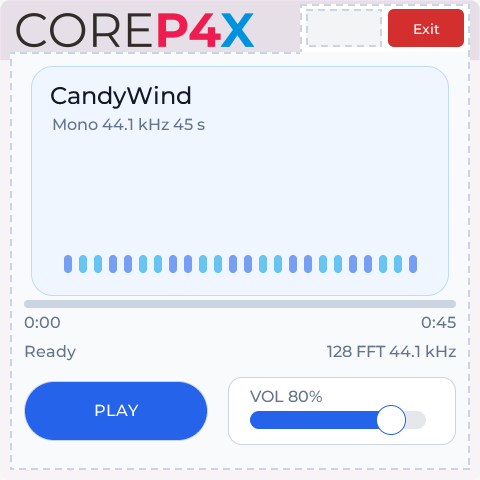 COREP4X
Exit
CandyWind
Mono 44.1 kHz 45 s
0:00
0:45
Ready
128 FFT 44.1 kHz
PLAY
VOL 80%